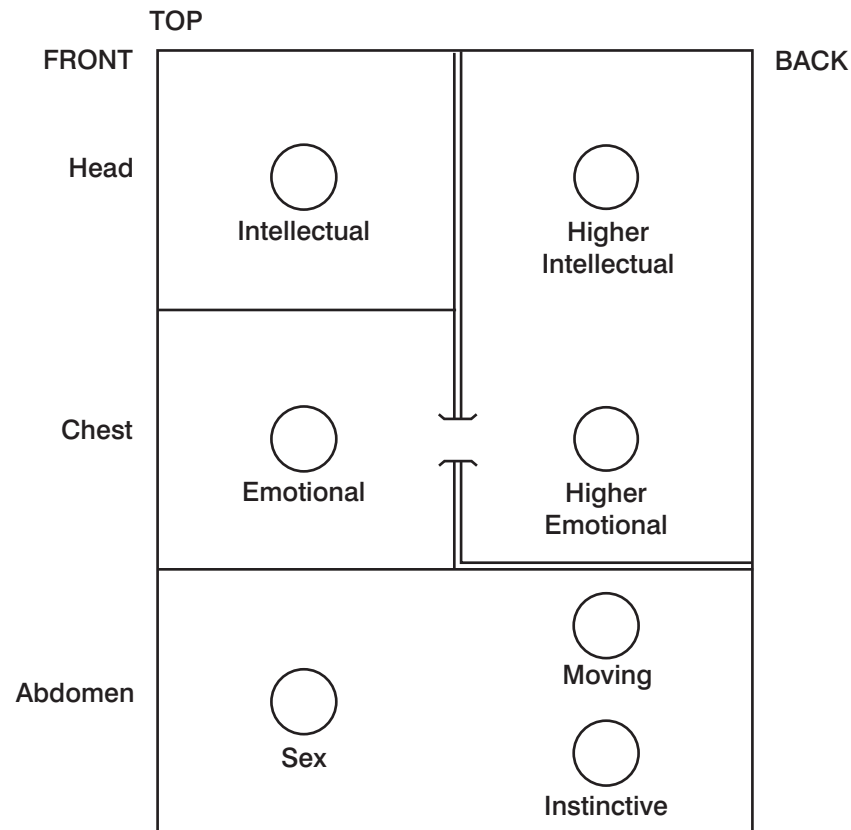 TOP
FRONT
BACK
Head
Intellectual
Higher
Intellectual
Chest
Emotional
Higher
Emotional
Abdomen
Moving
Sex
Instinctive